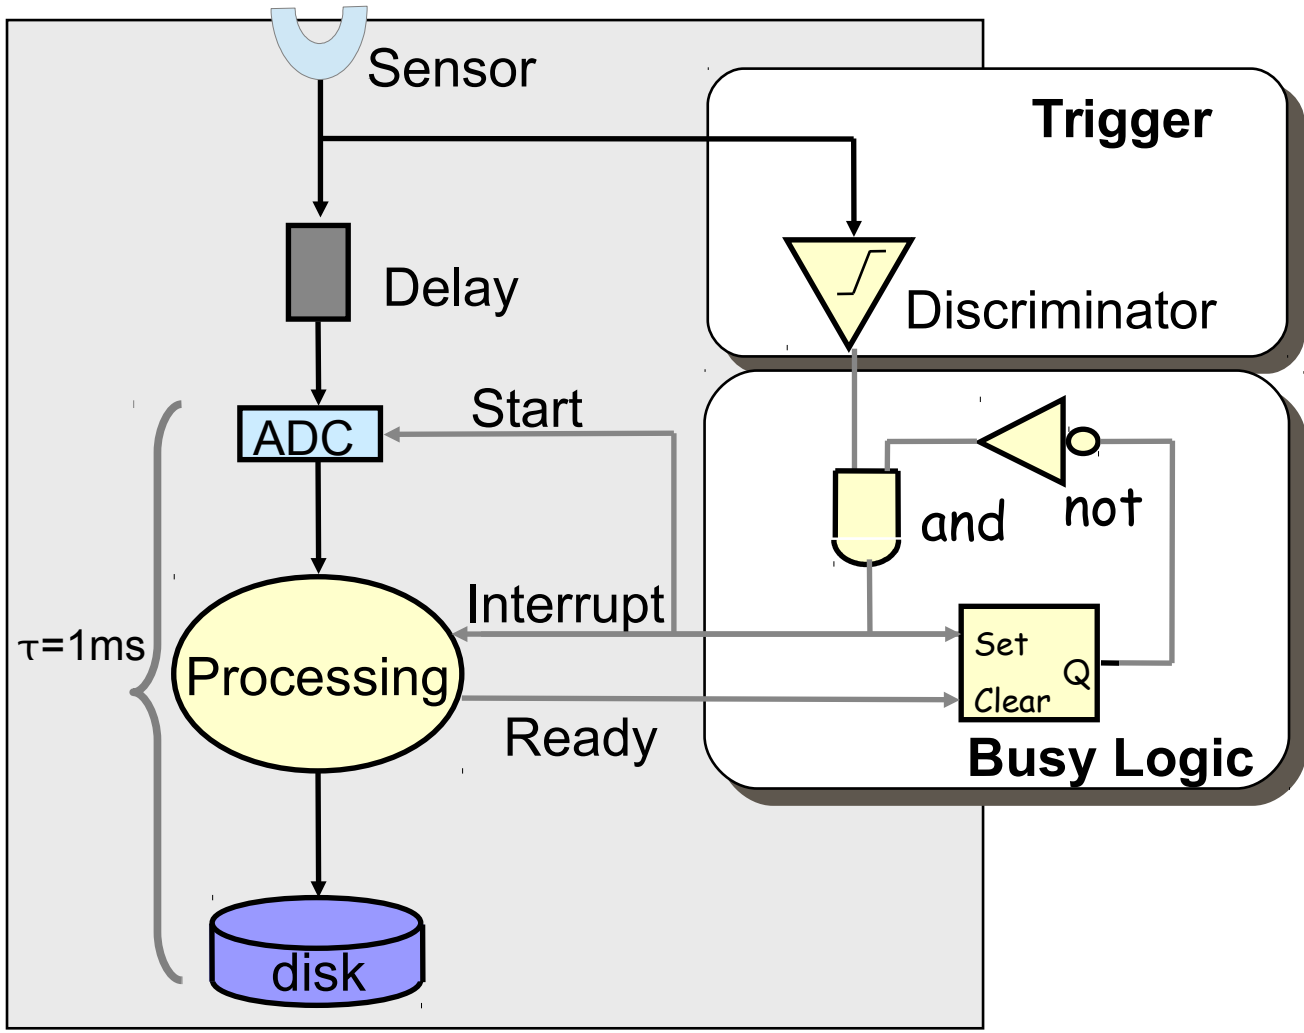 Sensor
Trigger
Delay
Discriminator
Start
ADC
and
not
Interrupt
τ=1ms
Set
Processing
Q
Clear
Ready
Busy Logic
disk